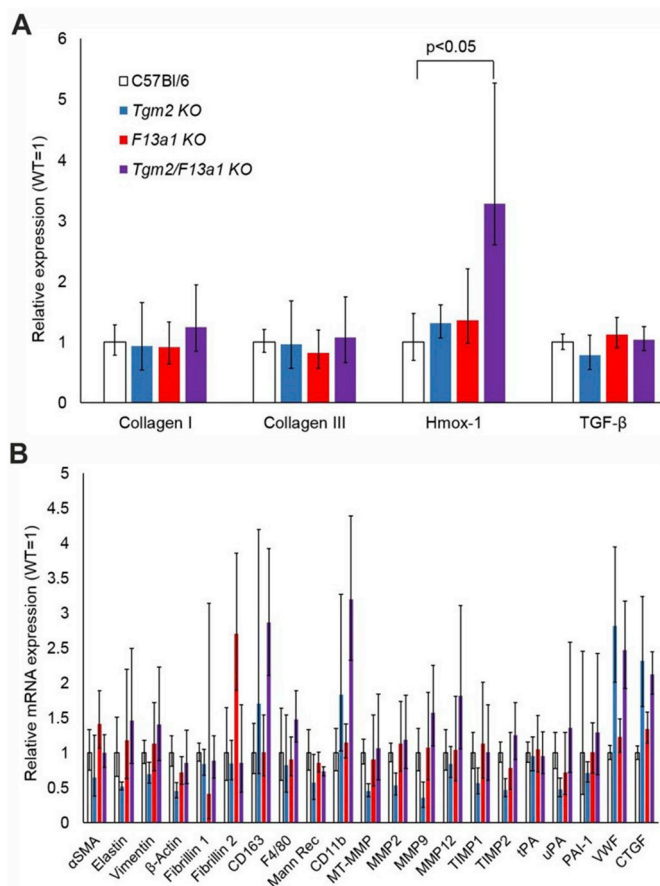 A
6
5
4
3
2
1
0
Relative expression (WT=1)
C57Bl/6
Tgm2 KO
F13a1 KO
Tgm2/F13a1 KO
p<0.05
Collagen I Collagen III Hmox-1 TGF-β
B
5
4.5
4
3.5
3
2.5
2
1.5
1
0.5
0
Relative mRNA expression (WT=1)
αSMA
Elastin
Vimentin
β-Actin
Fibrillin 1
Fibrillin 2
CD163
F4/80
Mann Rec
CD11b
MT-MMP
MMP2
MMP9
MMP12
TIMP1
TIMP2
tPA
uPA
PAI-1
VWF
CTGF